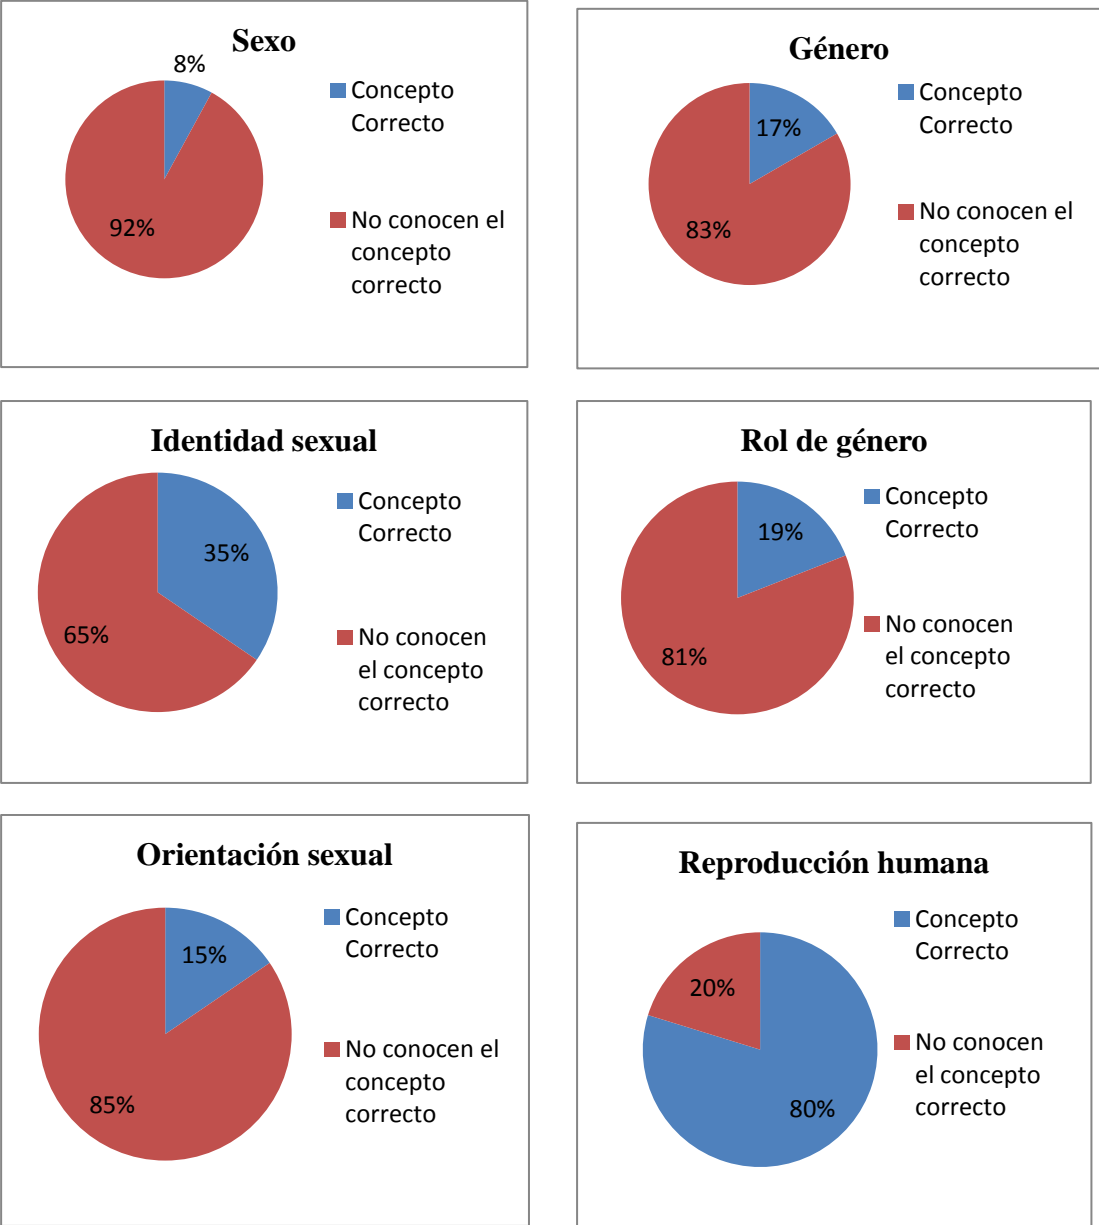 Sexo
8%
92%
Concepto
Correcto
No conocen el
concepto
correcto
Género
17%
83%
Concepto
Correcto
No conocen el
concepto
correcto
Identidad sexual
35%
65%
Concepto
Correcto
No conocen
el concepto
correcto
Rol de género
19%
81%
Concepto
Correcto
No conocen
el concepto
correcto
Orientación sexual
15%
85%
Concepto
Correcto
No conocen el
concepto
correcto
Reproducción humana
20%
80%
Concepto
Correcto
No conocen
el concepto
correcto